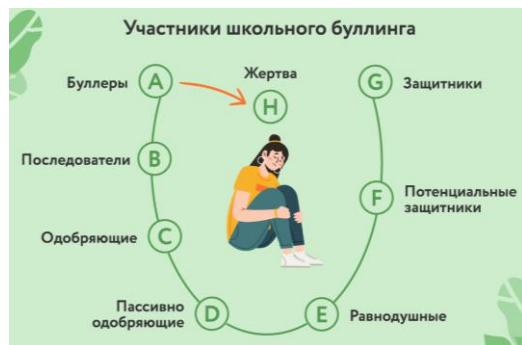 Участники школьного буллинга
Буллеры
A
Жертва
H
G
Защитники
Последователи
B
F
Потенциальные
защитники
Одобряющие
C
Пассивно
одобряющие
D
E
Равнодушные